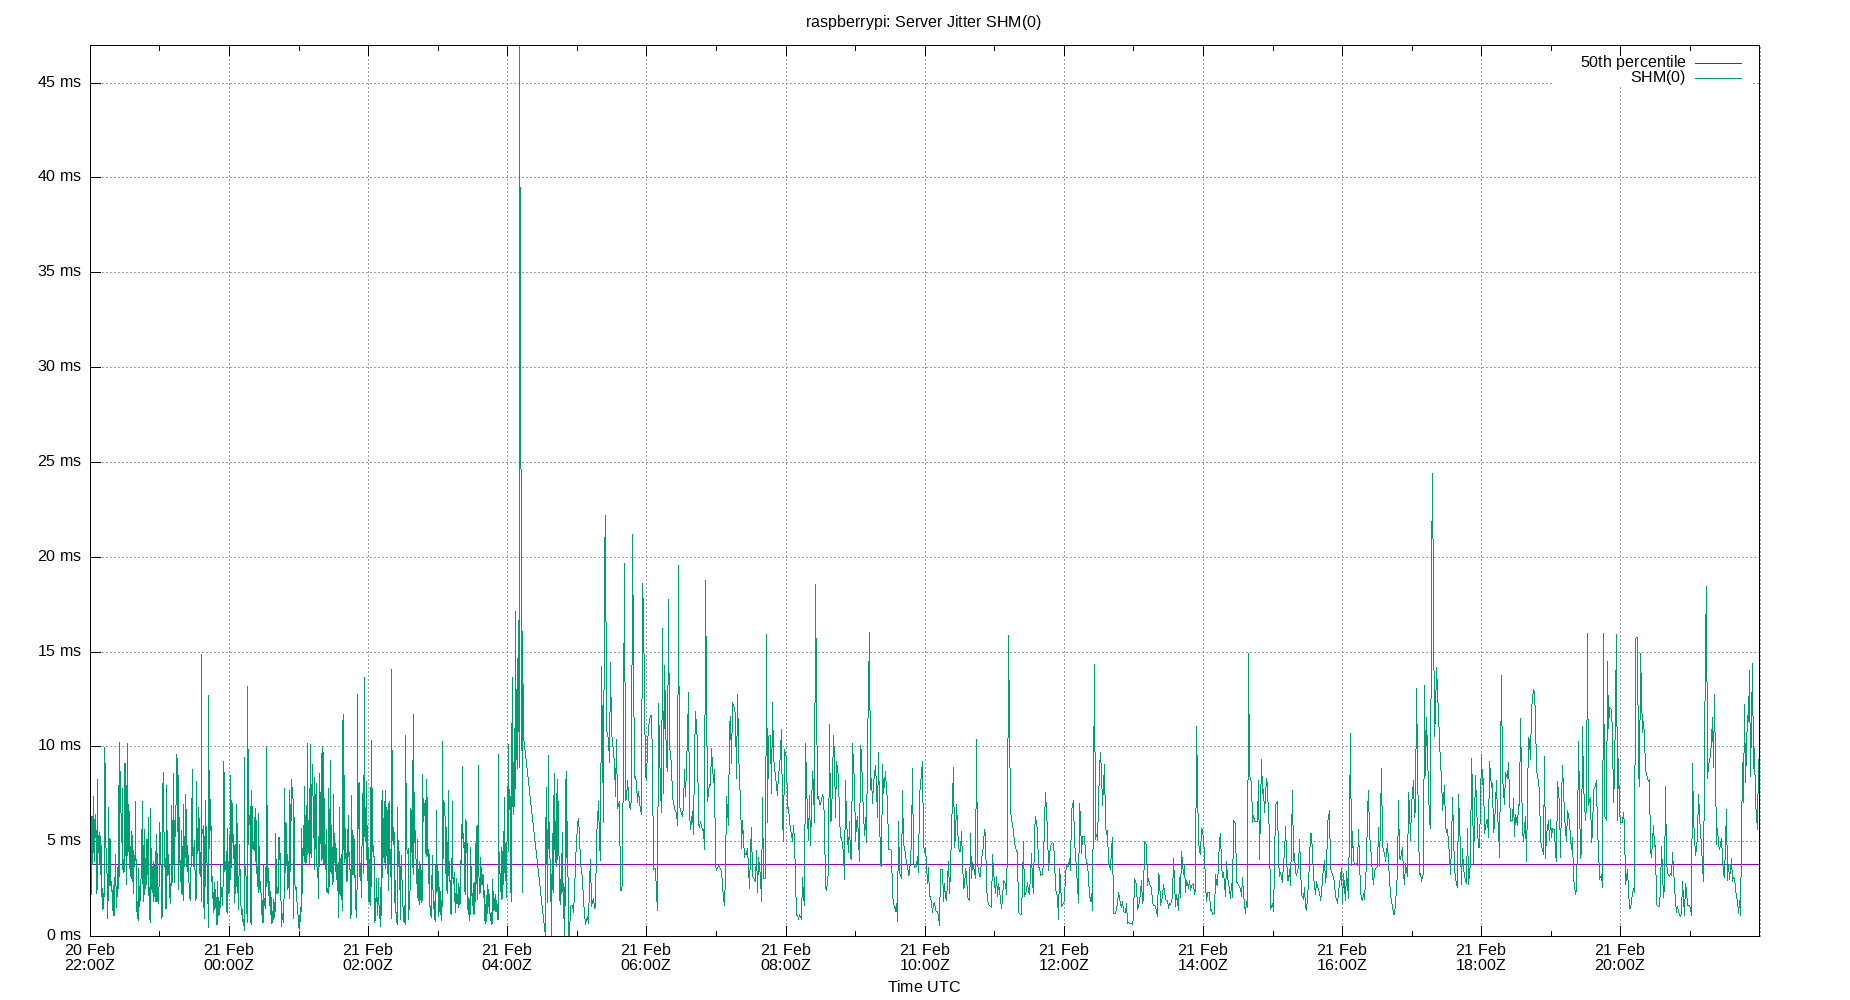 raspberrypi: Server Jitter SHM(0)
50th percentile
SHM(0)
45 ms
40 ms
35 ms
30 ms
25 ms
20 ms
15 ms
10 ms
5 ms
0 ms
20 Feb 21 Feb 21 Feb 21 Feb 21 Feb 21 Feb 21 Feb 21 Feb 21 Feb 21 Feb 21 Feb 21 Feb
22:00Z 00:00Z 02:00Z 04:00Z 06:00Z 08:00Z 10:00Z 12:00Z 14:00Z 16:00Z 18:00Z 20:00Z
Time UTC